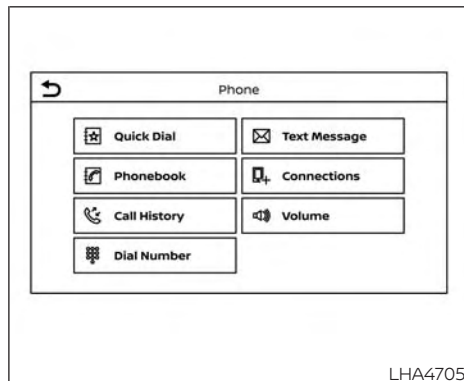 Phone
Quick Dial
Text Message
Phonebook
Connections
Call History
Volume
Dial Number
LHA4705